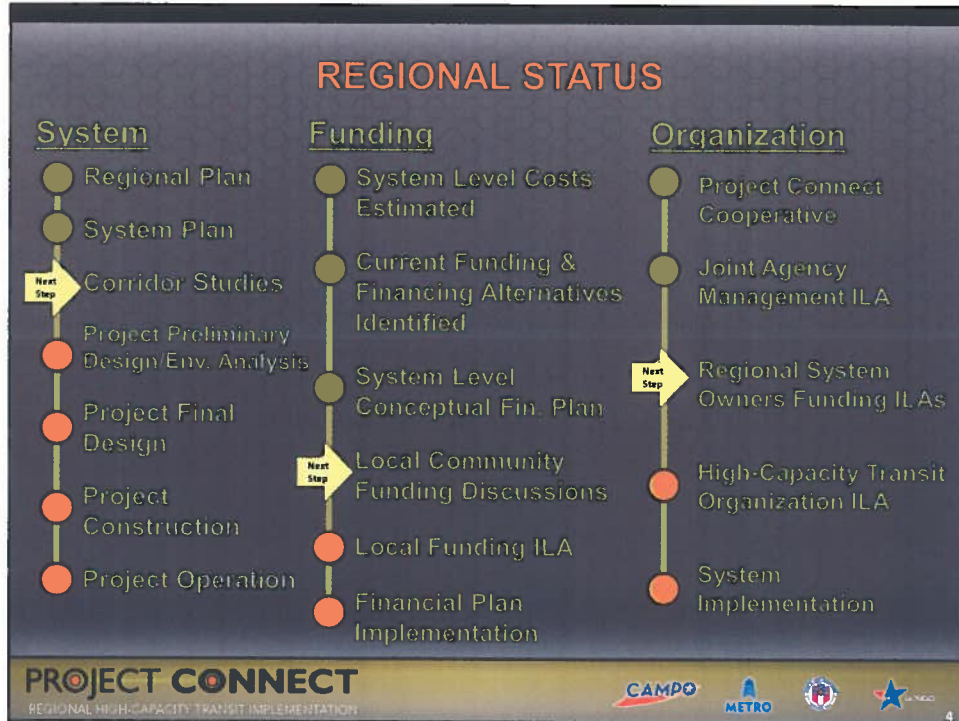 REGIONAL STATUS
System
Regional Plan
System Plan
Next
Step
Corridor Studies
Project Preliminary
Design/Env. Analysis
Project Final
Design
Project
Construction
Project Operation
Funding
System Level Costs
Estimated
Current Funding &
Financing Alternatives
Identified
System Level
Conceptual Fin. Plan
Next
Step
Local Community
Funding Discussions
Local Funding ILA
Financial Plan
Implementation
Organization
Project Connect
Cooperative
Joint Agency
Management ILA
Next
Step
Regional System
Owners Funding ILAs
High-Capacity Transit
Organization ILA
System
Implementation
PROJECT CONNECT
REGIONAL HIGH-CAPACITY TRANSIT IMPLEMENTATION
CAMPO
METRO
4